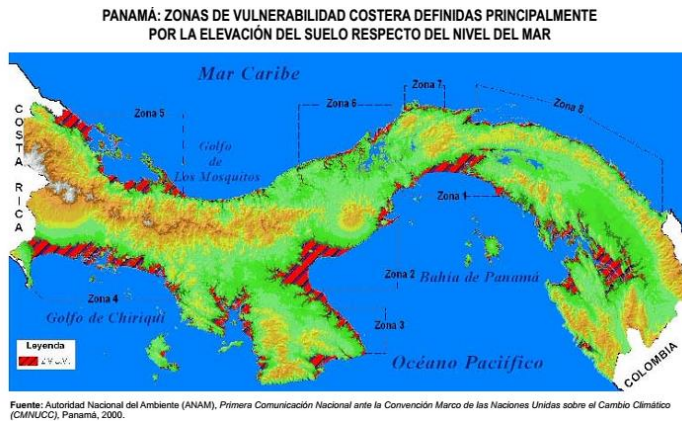 PANAMÁ: ZONAS DE VULNERABILIDAD COSTERA DEFINIDAS PRINCIPALMENTE
POR LA ELEVACIÓN DEL SUELO RESPECTO DEL NIVEL DEL MAR
Mar Caribe
Zona 7
Zona 6
Zona 8
Zona 5
COSTA RICA
Golfo
de
Los Mosquitos
Zona 1
Zona 2
Bahía de Panamá
Zona 4
Golfo de Chiriquí
Zona 3
Océano Paciífico
COLOMBIA
Leyenda
Fuente: Autoridad Nacional del Ambiente (ANAM), Primera Comunicación Nacional ante la Convención Marco de las Naciones Unidas sobre el Cambio Climático
(CMNUCC), Panamá, 2000.